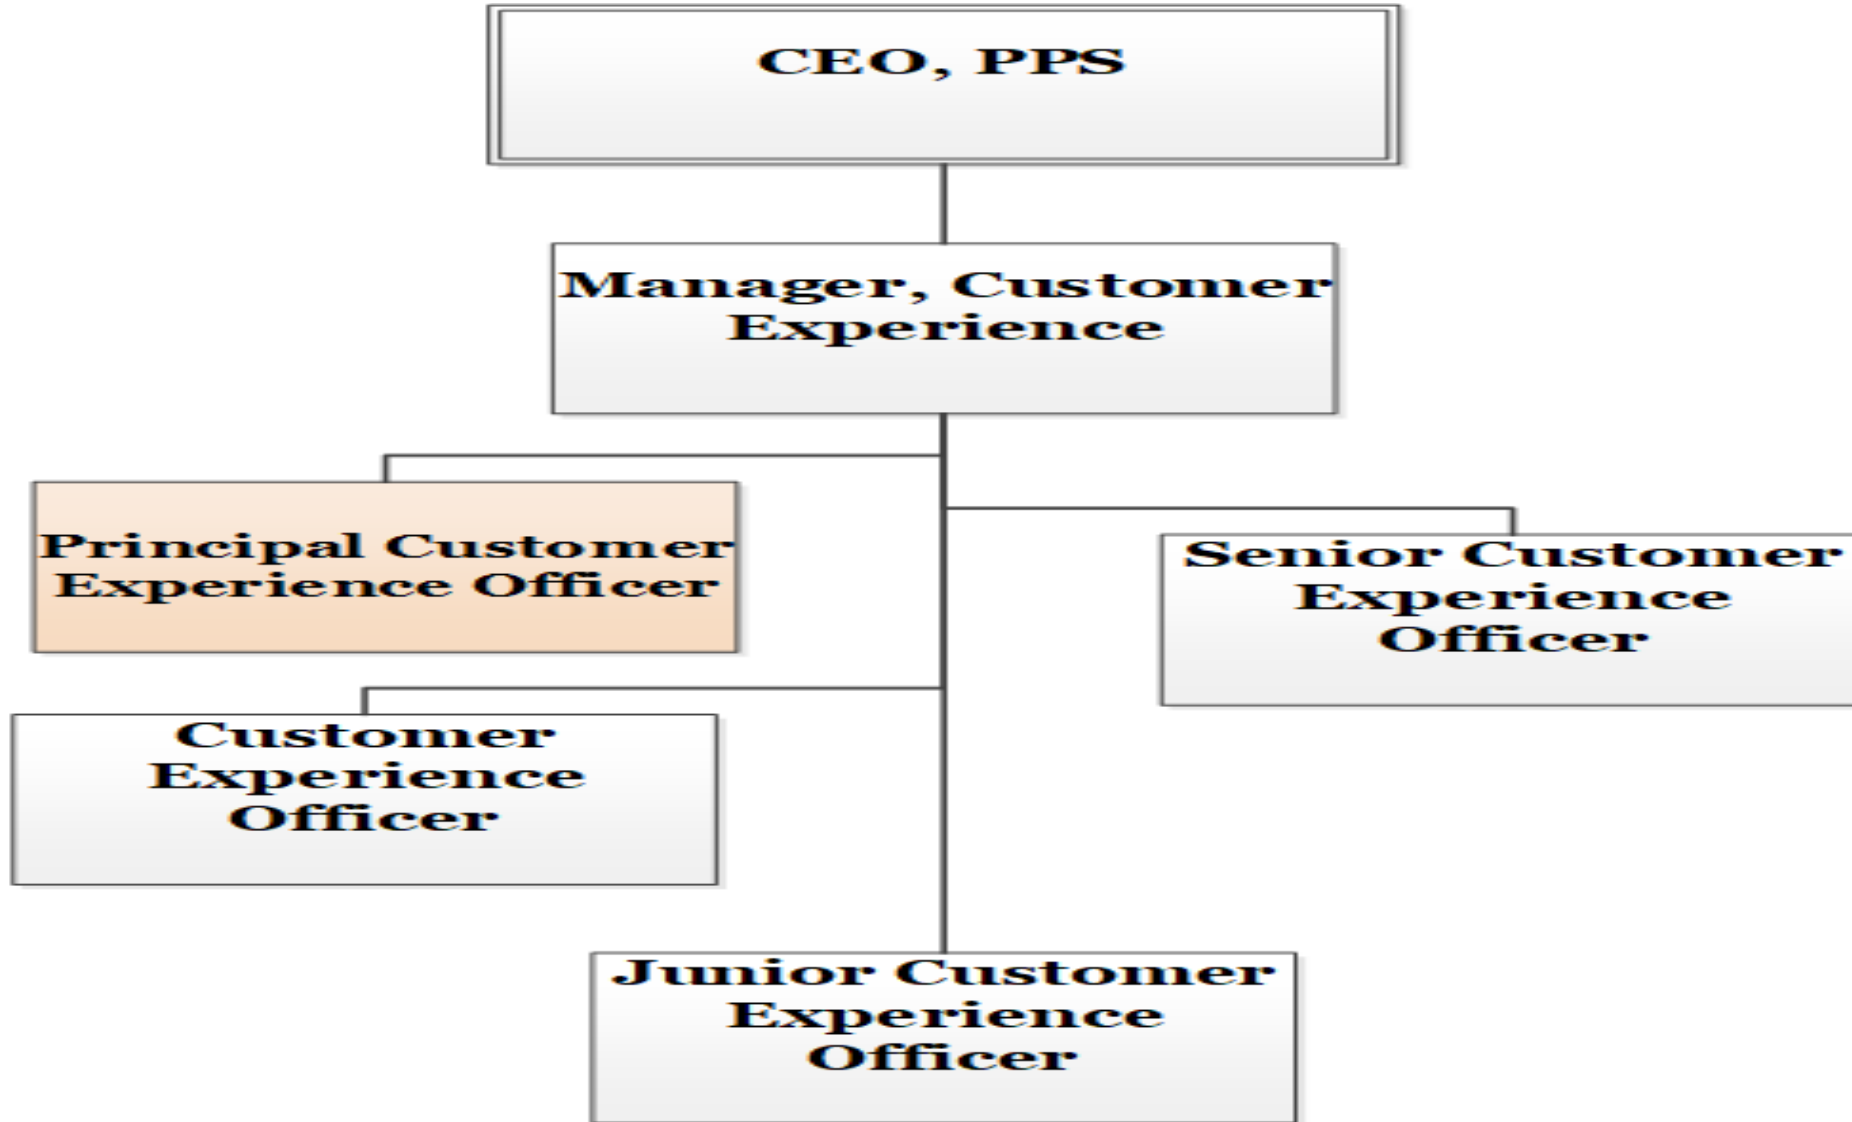 CEO, PPS
Manager, Customer
Experience
Principal Customer
Experience Officer
Senior Customer
Experience
Officer
Customer
Experience
Officer
Junior Customer
Experience
Officer